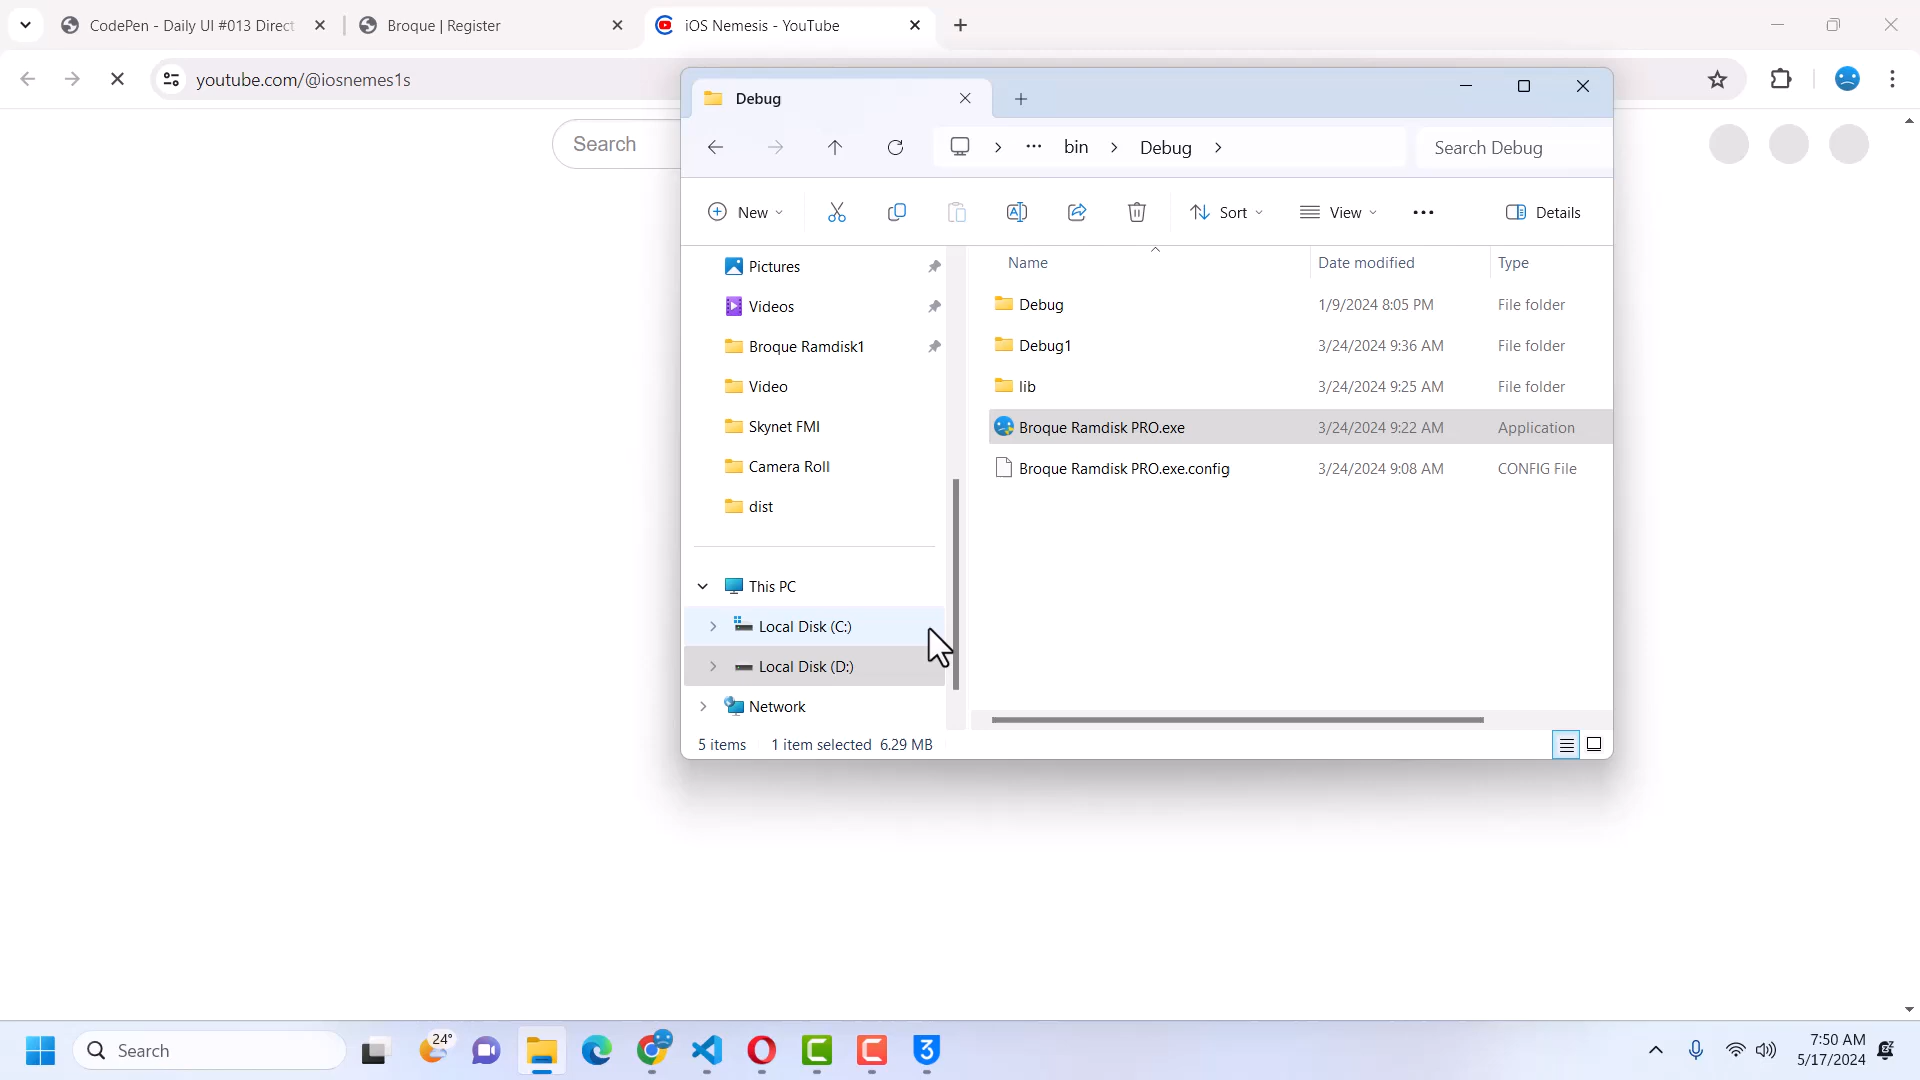 CodePen - Daily UI #013 Direct
Broque | Register
iOS Nemesis - YouTube
youtube.com/@iosnemes1s
Search
Debug
bin
Debug
Search Debug
New
Sort
View
Details
Pictures
Videos
Broque Ramdisk1
Video
Skynet FMI
Camera Roll
dist
This PC
Local Disk (C:)
Local Disk (D:)
Network
Name Date modified Type
Debug 1/9/2024 8:05 PM File folder
Debug1 3/24/2024 9:36 AM File folder
lib 3/24/2024 9:25 AM File folder
Broque Ramdisk PRO.exe 3/24/2024 9:22 AM Application
Broque Ramdisk PRO.exe.config 3/24/2024 9:08 AM CONFIG File
5 items 1 item selected 6.29 MB
Search
24°
3
7:50 AM
5/17/2024